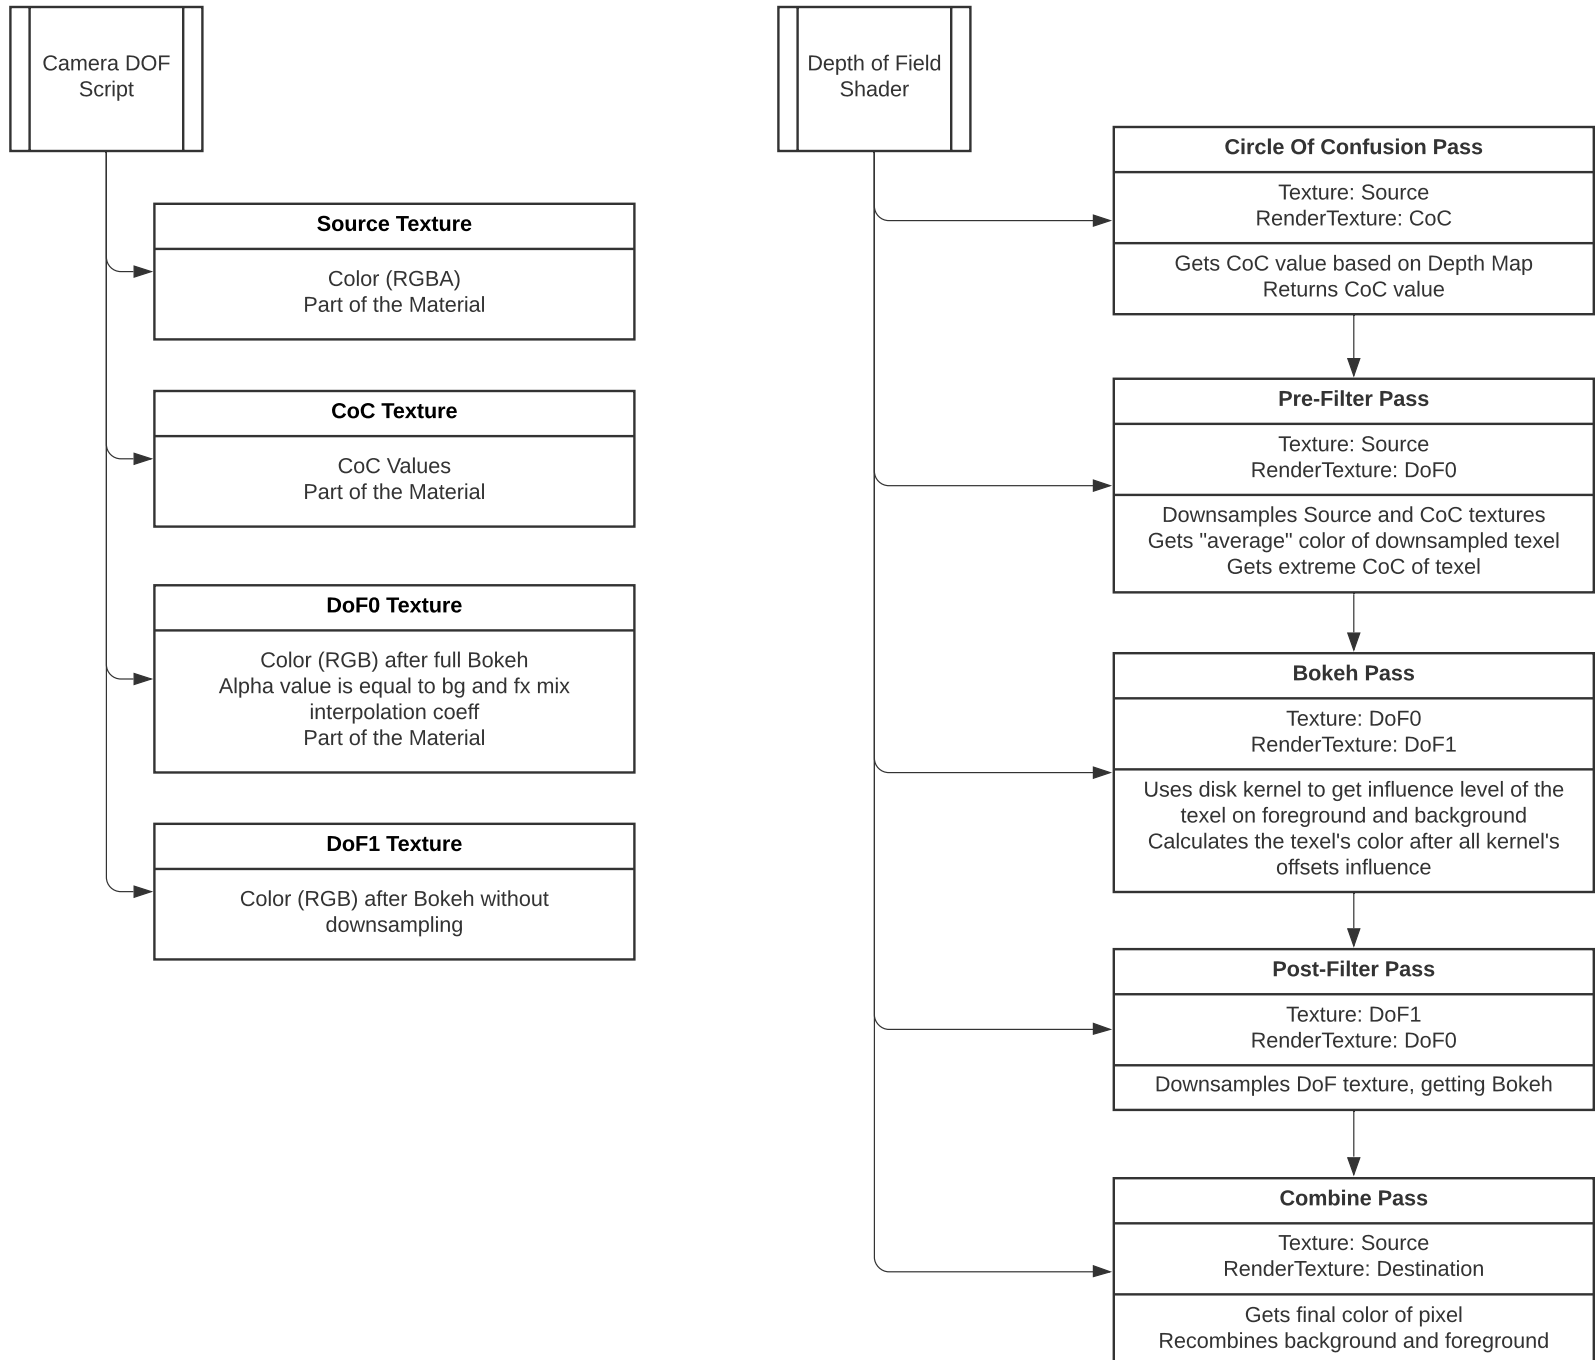 Camera DOF
Script
Source Texture
Color (RGBA)
Part of the Material
CoC Texture
CoC Values
Part of the Material
DoF0 Texture
Color (RGB) after full Bokeh
Alpha value is equal to bg and fx mix
interpolation coeff
Part of the Material
DoF1 Texture
Color (RGB) after Bokeh without
downsampling
Depth of Field
Shader
Circle Of Confusion Pass
Texture: Source
RenderTexture: CoC
Gets CoC value based on Depth Map
Returns CoC value
Pre-Filter Pass
Texture: Source
RenderTexture: DoF0
Downsamples Source and CoC textures
Gets "average" color of downsampled texel
Gets extreme CoC of texel
Bokeh Pass
Texture: DoF0
RenderTexture: DoF1
Uses disk kernel to get influence level of the
texel on foreground and background
Calculates the texel's color after all kernel's
offsets influence
Post-Filter Pass
Texture: DoF1
RenderTexture: DoF0
Downsamples DoF texture, getting Bokeh
Combine Pass
Texture: Source
RenderTexture: Destination
Gets final color of pixel
Recombines background and foreground